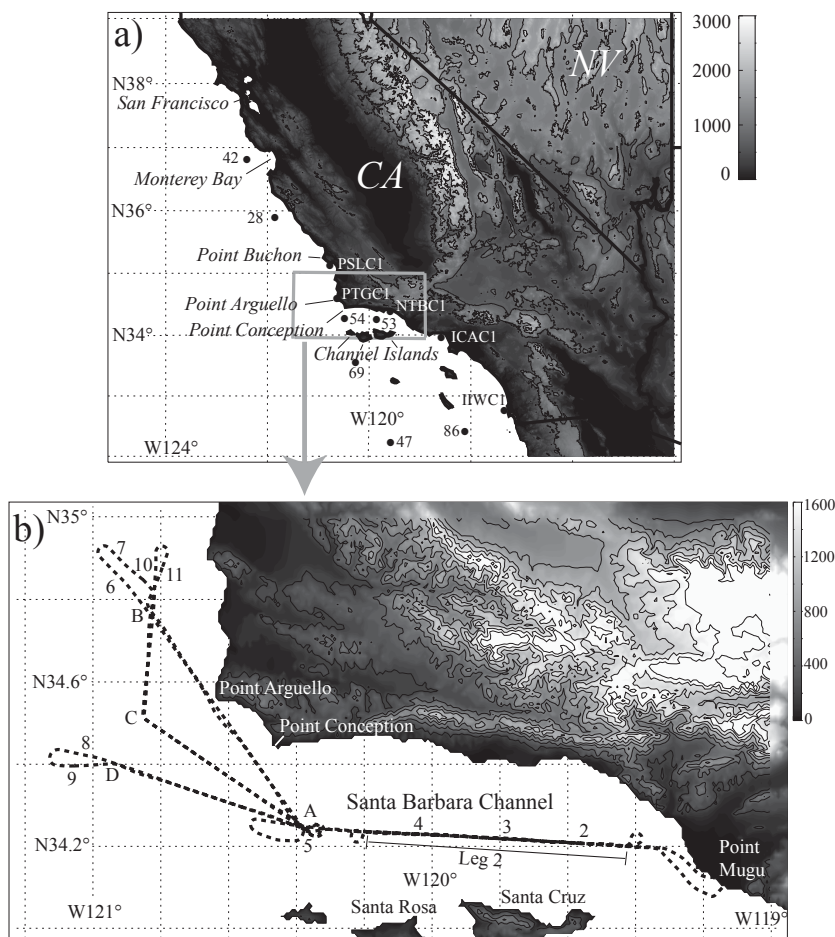 a)
3000
2000
1000
0
NV
N38°
San Francisco
42
Monterey Bay
CA
N36°
28
Point Buchon
PSLC1
Point Arguello
PTGC1
NTBC1
Point Conception
54
53
N34°
ICAC1
Channel Islands
69
IIWC1
N120°
W124°
47
86
b)
N35°
1600
1200
800
400
0
7
10
11
6
B
N34.6°
Point Arguello
C
Point Conception
8
9
D
A
Santa Barbara Channel
4
3
2
N34.2°
5
Leg 2
Point
Mugu
W120°
W121°
Santa Rosa
Santa Cruz
W119°